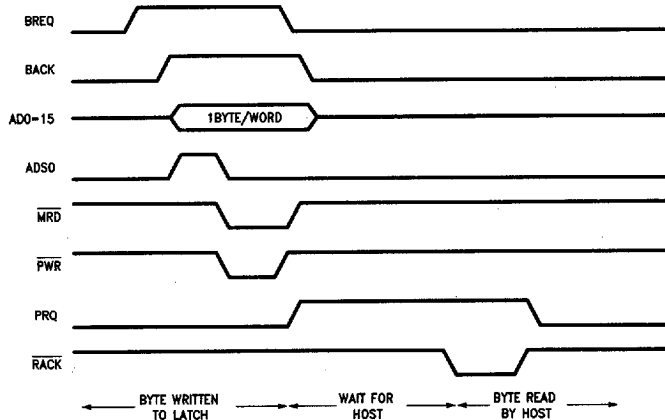 BREQ
BACK
AD0-15
1BYTE/WORD
ADS0
MRD
PWR
PRQ
RACK
BYTE WRITTEN
TO LATCH
WAIT FOR
HOST
BYTE READ
BY HOST